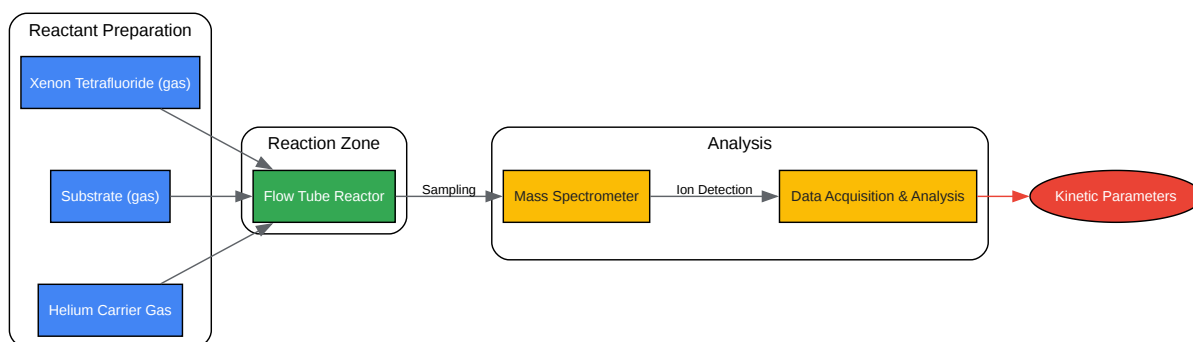 Reactant Preparation
Xenon Tetrafluoride (gas)
Substrate (gas)
Helium Carrier Gas
Reaction Zone
Flow Tube Reactor
Sampling
Analysis
Mass Spectrometer
Ion Detection
Data Acquisition & Analysis
Kinetic Parameters